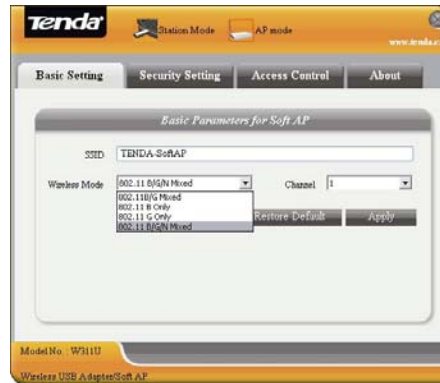 Tenda
Station Mode
AP mode
Basic Setting
Security Setting
Access Control
About
Basic Parameters for Soft AP
SSID
TENDA-SoftAP
Wireless Mode
802.11 B/G/N Mixed
Channel
1
802.11B/G Mixed
802.11 B Only
802.11 G Only
802.11 B/G/N Mixed
Restore Default
Apply
Model No. : W311U
Wireless USB Adapter/Soft AP